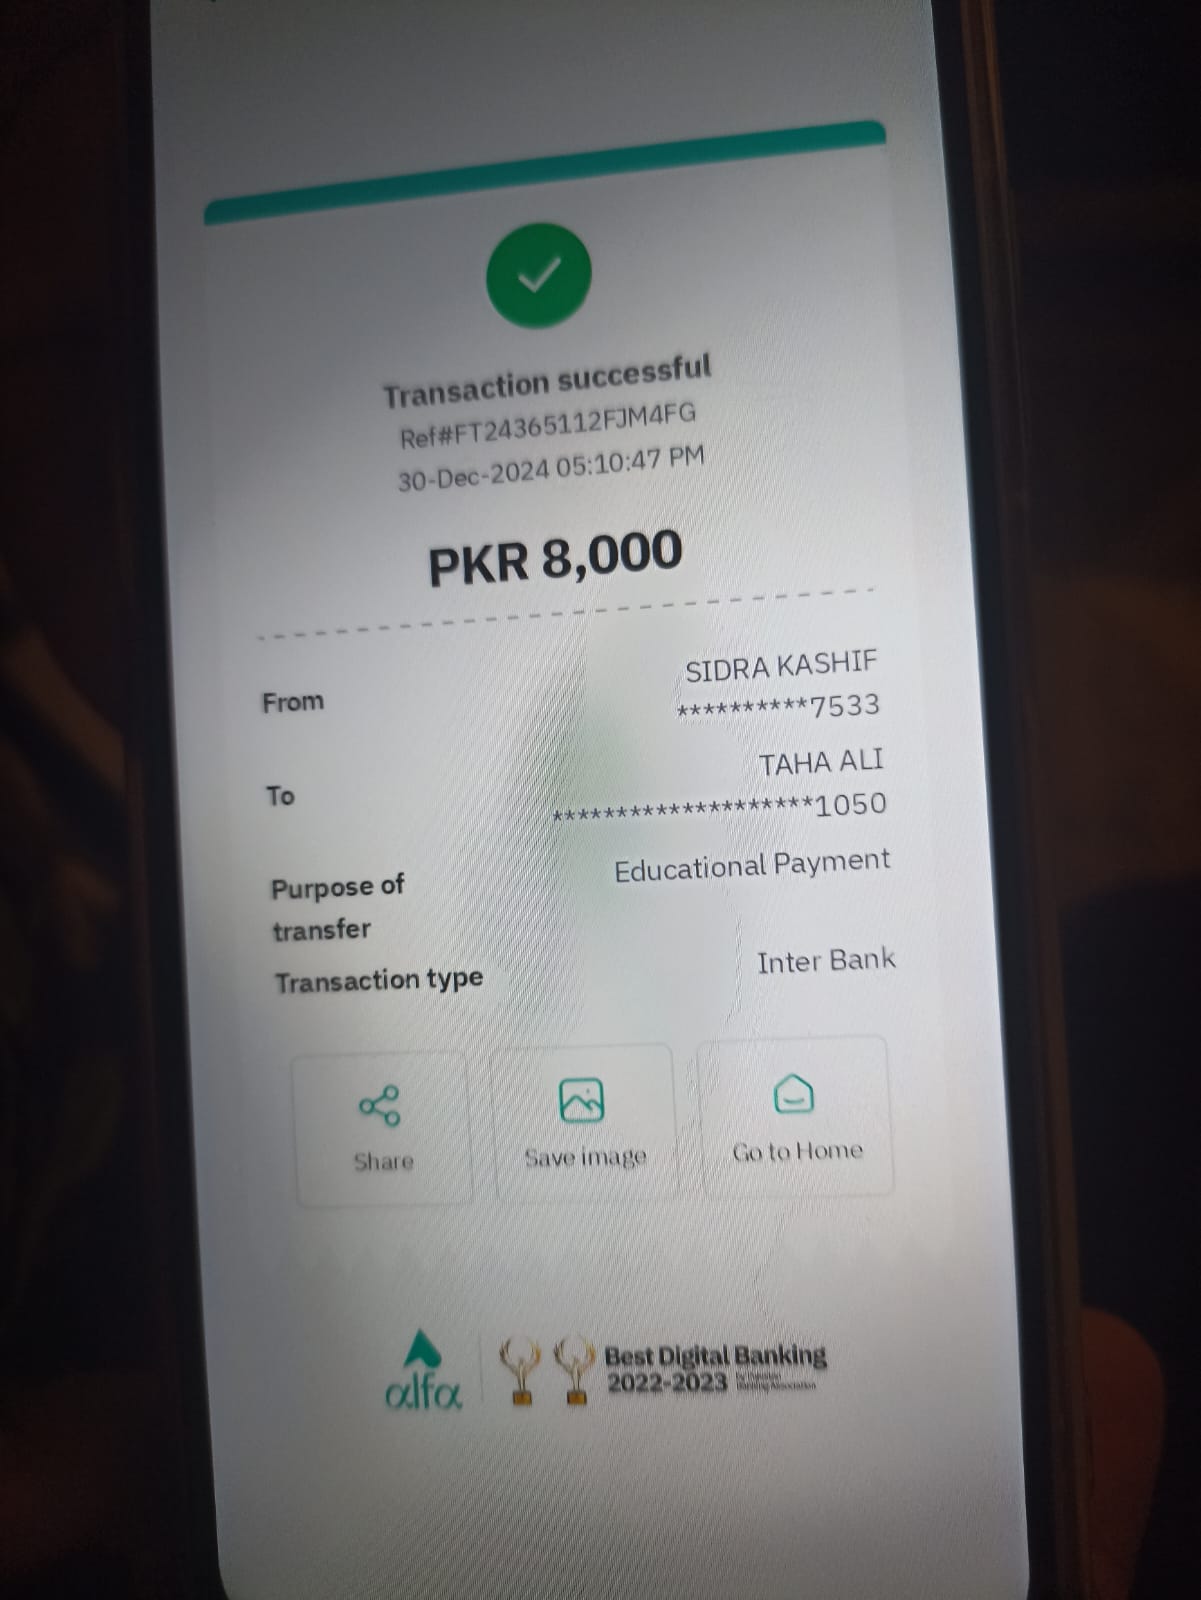 Transaction successful
Ref#FT24365112FJM4FG
30-Dec-2024 05:10:47 PM
PKR 8,000
From
SIDRA KASHIF
**********7533
To
TAHA ALI
********************1050
Purpose of
transfer
Educational Payment
Transaction type
Inter Bank
Share
Save image
Go to Home
alfa
Best Digital Banking
2022-2023